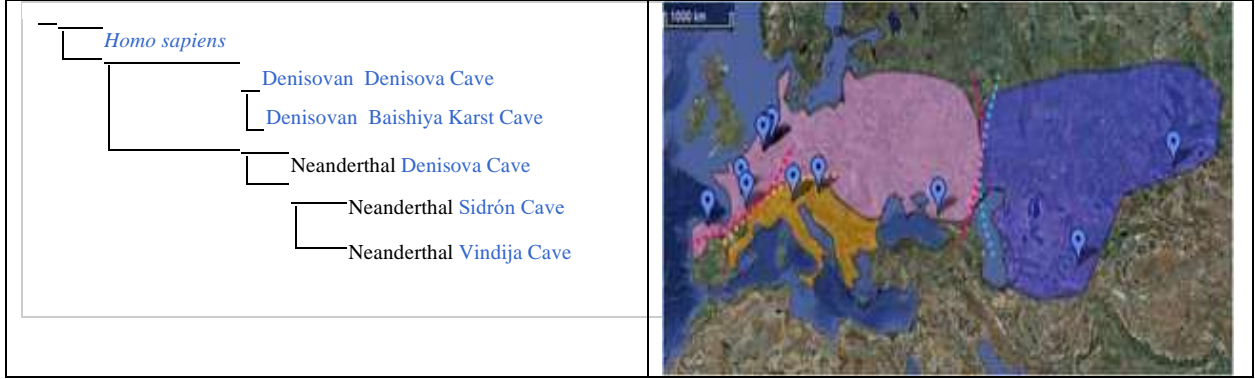 Homo sapiens
Denisovan Denisova Cave
Denisovan Baishiya Karst Cave
Neanderthal Denisova Cave
Neanderthal Sidrón Cave
Neanderthal Vindija Cave
1000 km